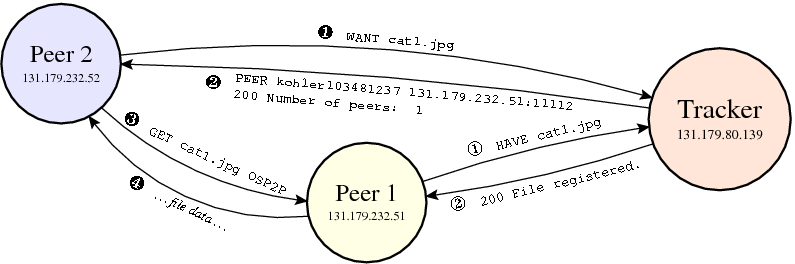 ❶ WANT cat1.jpg
Peer 2
131.179.232.52
❷ PEER kohler103481237 131.179.232.51:11112
200 Number of peers: 1
Tracker
131.179.80.139
❸ GET cat1.jpg OSP2P
① HAVE cat1.jpg
❹ ...file data...
Peer 1
131.179.232.51
② 200 File registered.